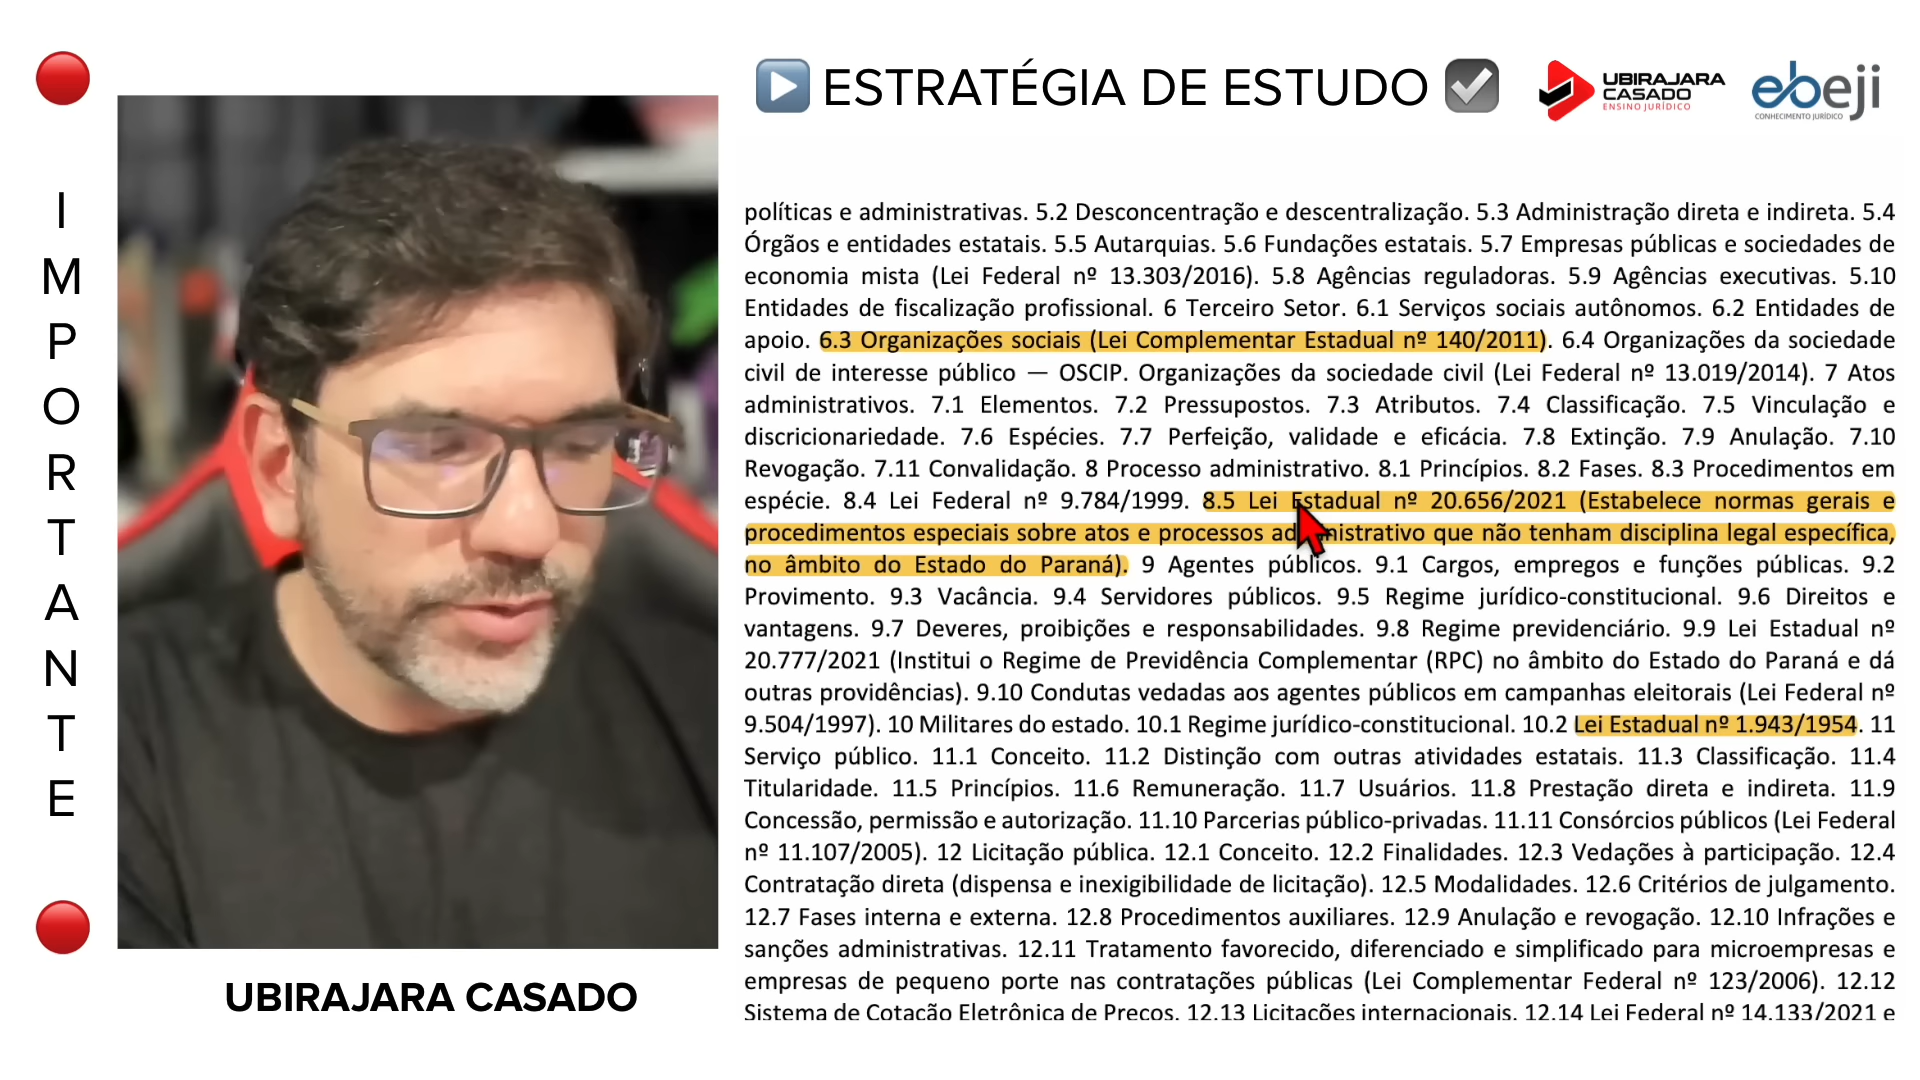 ESTRATÉGIA DE ESTUDO
UBIRAJARA
CASADO
ENSINO JURÍDICO
ebeji
CONHECIMENTO JURÍDICO
I
M
P
O
R
T
A
N
T
E
políticas e administrativas. 5.2 Desconcentração e descentralização. 5.3 Administração direta e indireta. 5.4
Órgãos e entidades estatais. 5.5 Autarquias. 5.6 Fundações estatais. 5.7 Empresas públicas e sociedades de
economia mista (Lei Federal nº 13.303/2016). 5.8 Agências reguladoras. 5.9 Agências executivas. 5.10
Entidades de fiscalização profissional. 6 Terceiro Setor. 6.1 Serviços sociais autônomos. 6.2 Entidades de
apoio. 6.3 Organizações sociais (Lei Complementar Estadual nº 140/2011). 6.4 Organizações da sociedade
civil de interesse público — OSCIP. Organizações da sociedade civil (Lei Federal nº 13.019/2014). 7 Atos
administrativos. 7.1 Elementos. 7.2 Pressupostos. 7.3 Atributos. 7.4 Classificação. 7.5 Vinculação e
discricionariedade. 7.6 Espécies. 7.7 Perfeição, validade e eficácia. 7.8 Extinção. 7.9 Anulação. 7.10
Revogação. 7.11 Convalidação. 8 Processo administrativo. 8.1 Princípios. 8.2 Fases. 8.3 Procedimentos em
espécie. 8.4 Lei Federal nº 9.784/1999. 8.5 Lei Estadual nº 20.656/2021 (Estabelece normas gerais e
procedimentos especiais sobre atos e processos administrativo que não tenham disciplina legal específica,
no âmbito do Estado do Paraná). 9 Agentes públicos. 9.1 Cargos, empregos e funções públicas. 9.2
Provimento. 9.3 Vacância. 9.4 Servidores públicos. 9.5 Regime jurídico-constitucional. 9.6 Direitos e
vantagens. 9.7 Deveres, proibições e responsabilidades. 9.8 Regime previdenciário. 9.9 Lei Estadual nº
20.777/2021 (Institui o Regime de Previdência Complementar (RPC) no âmbito do Estado do Paraná e dá
outras providências). 9.10 Condutas vedadas aos agentes públicos em campanhas eleitorais (Lei Federal nº
9.504/1997). 10 Militares do estado. 10.1 Regime jurídico-constitucional. 10.2 Lei Estadual nº 1.943/1954. 11
Serviço público. 11.1 Conceito. 11.2 Distinção com outras atividades estatais. 11.3 Classificação. 11.4
Titularidade. 11.5 Princípios. 11.6 Remuneração. 11.7 Usuários. 11.8 Prestação direta e indireta. 11.9
Concessão, permissão e autorização. 11.10 Parcerias público-privadas. 11.11 Consórcios públicos (Lei Federal
nº 11.107/2005). 12 Licitação pública. 12.1 Conceito. 12.2 Finalidades. 12.3 Vedações à participação. 12.4
Contratação direta (dispensa e inexigibilidade de licitação). 12.5 Modalidades. 12.6 Critérios de julgamento.
12.7 Fases interna e externa. 12.8 Procedimentos auxiliares. 12.9 Anulação e revogação. 12.10 Infrações e
sanções administrativas. 12.11 Tratamento favorecido, diferenciado e simplificado para microempresas e
empresas de pequeno porte nas contratações públicas (Lei Complementar Federal nº 123/2006). 12.12
Sistema de Cotação Eletrônica de Preços. 12.13 Licitações internacionais. 12.14 Lei Federal nº 14.133/2021 e
UBIRAJARA CASADO